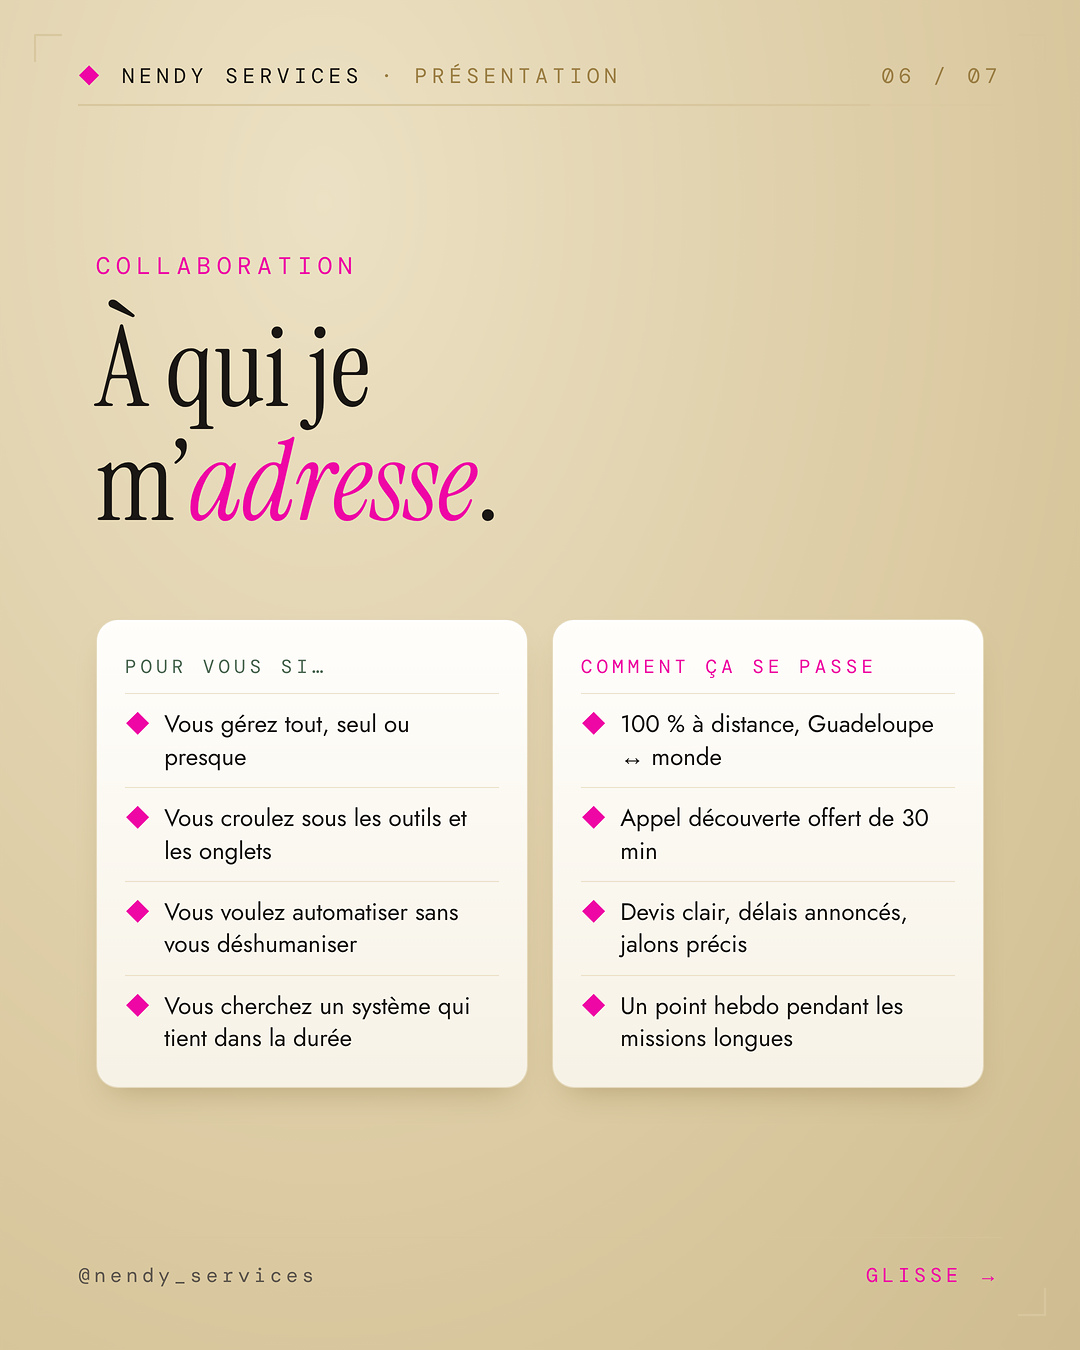 ◆ NENDY SERVICES · PRÉSENTATION
06 / 07
COLLABORATION
À qui je
m’adresse.
POUR VOUS SI…
◆ Vous gérez tout, seul ou
presque
◆ Vous croulez sous les outils et
les onglets
◆ Vous voulez automatiser sans
vous déshumaniser
◆ Vous cherchez un système qui
tient dans la durée
COMMENT ÇA SE PASSE
◆ 100 % à distance, Guadeloupe
↔ monde
◆ Appel découverte offert de 30
min
◆ Devis clair, délais annoncés,
jalons précis
◆ Un point hebdo pendant les
missions longues
@nendy_services
GLISSE →